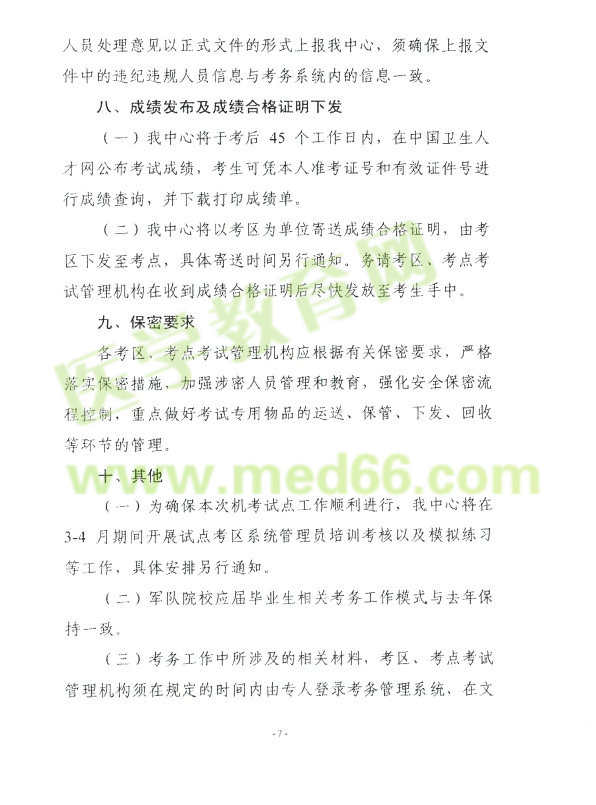 人员处理意见以正式文件的形式上报我中心，须确保上报文
件中的违纪违规人员信息与考务系统内的信息一致。
八、成绩发布及成绩合格证明下发
（一）我中心将于考后 45 个工作日内，在中国卫生人
才网公布考试成绩，考生可凭本人准考证号和有效证件号进
行成绩查询，并下载打印成绩单。
（二）我中心将以考区为单位寄送成绩合格证明，由考
区下发至考点，具体寄送时间另行通知。务请考区、考点考
试管理机构在收到成绩合格证明后尽快发放至考生手中。
九、保密要求
各考区、考点考试管理机构应根据有关保密要求，严格
落实保密措施，加强涉密人员管理和教育，强化安全保密流
程控制，重点做好考试专用物品的运送、保管、下发、回收
等环节的管理。
十、其他
（一）为确保本次机考试点工作顺利进行，我中心将在
3-4 月期间开展试点考区系统管理员培训考核以及模拟练习
等工作，具体安排另行通知。
（二）军队院校应届毕业生相关考务工作模式与去年保
持一致。
（三）考务工作中所涉及的相关材料，考区、考点考试
管理机构须在规定的时间内由专人登录考务管理系统，在文
- 7 -
医学教育网
www.med66.com